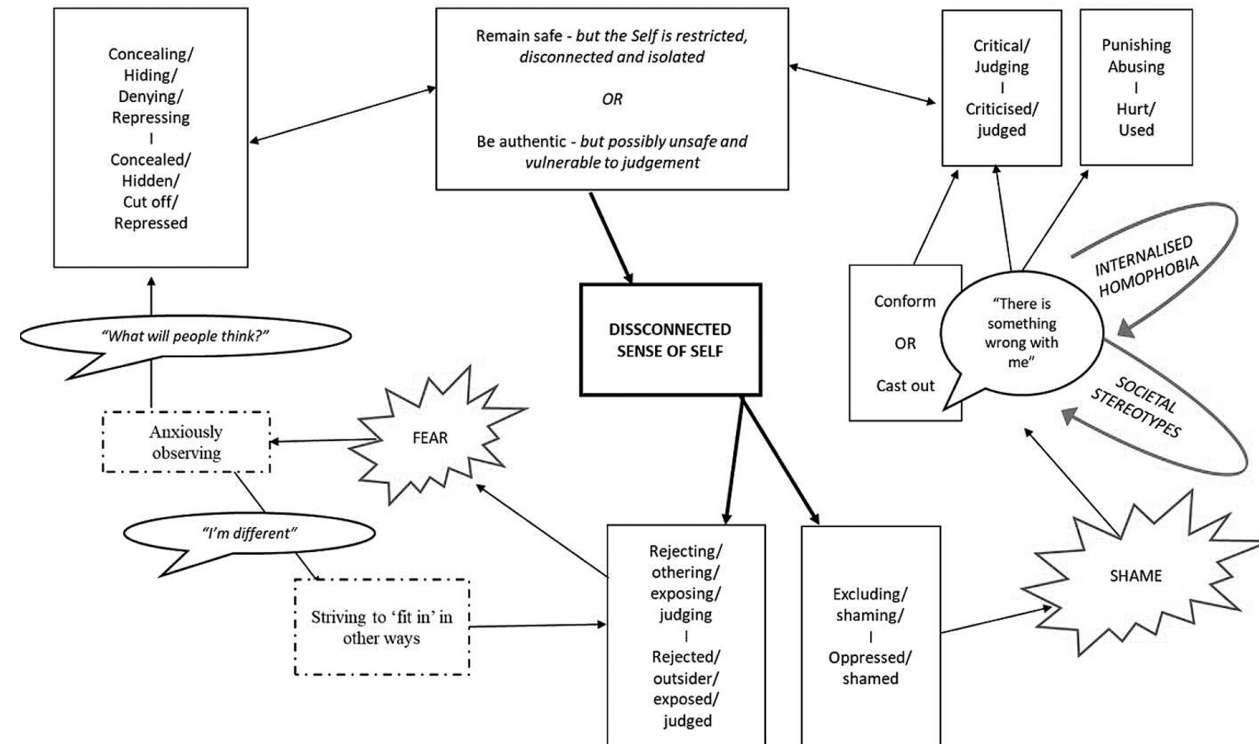 Concealing/
Hiding/
Denying/
Repressing
I
Concealed/
Hidden/
Cut off/
Repressed
Remain safe - but the Self is restricted,
disconnected and isolated
OR
Be authentic - but possibly unsafe and
vulnerable to judgement
Critical/
Judging
I
Criticised/
judged
Punishing
Abusing
I
Hurt/
Used
INTERNALISED
HOMOPHOBIA
Conform
OR
Cast out
"There is
something
wrong with
me"
SOCIETAL
STEREOTYPES
DISSCONNECTED
SENSE OF SELF
"What will people think?"
Anxiously
observing
FEAR
"I'm different"
Striving to 'fit in' in
other ways
Rejecting/
othering/
exposing/
judging
I
Rejected/
outsider/
exposed/
judged
Excluding/
shaming/
I
Oppressed/
shamed
SHAME